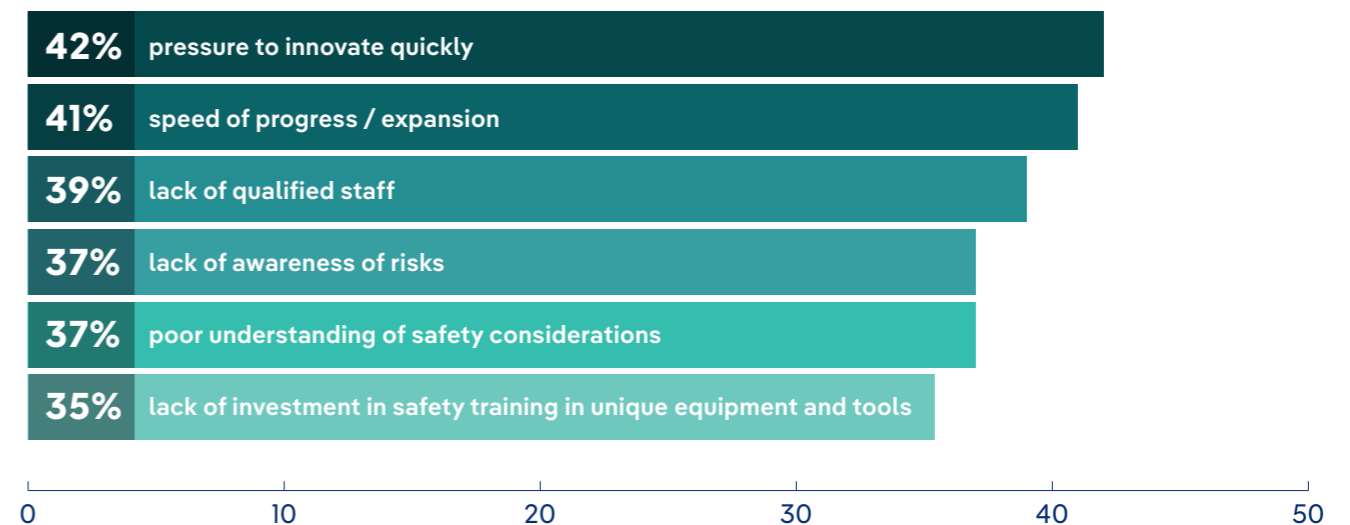 42% pressure to innovate quickly
41% speed of progress / expansion
39% lack of qualified staff
37% lack of awareness of risks
37% poor understanding of safety considerations
35% lack of investment in safety training in unique equipment and tools
0 10 20 30 40 50